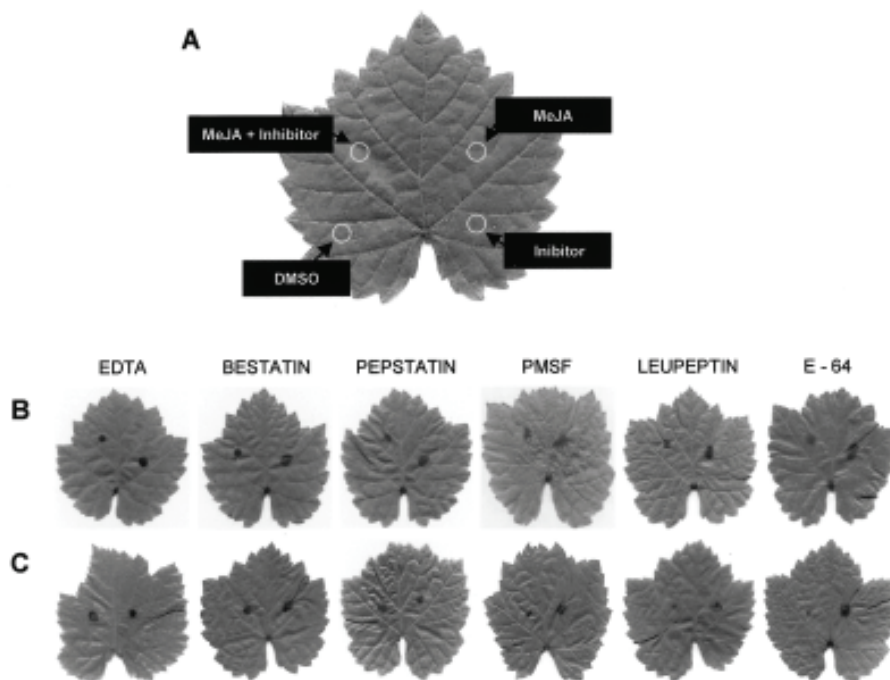 A
MeJA + Inhibitor
MeJA
DMSO
Inibitor
EDTA BESTATIN PEPSTATIN PMSF LEUPEPTIN E - 64
B
C